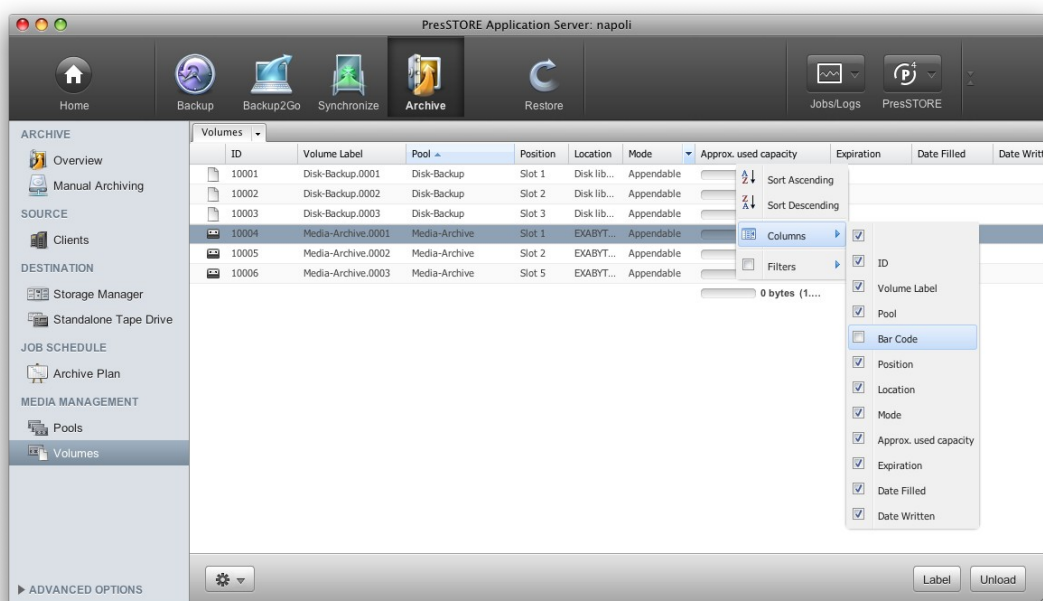 PresSTORE Application Server: napoli
Home
Backup
Backup2Go
Synchronize
Archive
Restore
Jobs/Logs
P4
PresSTORE
ARCHIVE
Overview
Manual Archiving
SOURCE
Clients
DESTINATION
Storage Manager
Standalone Tape Drive
JOB SCHEDULE
Archive Plan
MEDIA MANAGEMENT
Pools
Volumes
ADVANCED OPTIONS
Volumes
ID Volume Label Pool Position Location Mode Approx. used capacity Expiration Date Filled Date Writt
10001 Disk-Backup.0001 Disk-Backup Slot 1 Disk lib... Appendable
10002 Disk-Backup.0002 Disk-Backup Slot 2 Disk lib... Appendable
10003 Disk-Backup.0003 Disk-Backup Slot 3 Disk lib... Appendable
10004 Media-Archive.0001 Media-Archive Slot 1 EXABYT... Appendable
10005 Media-Archive.0002 Media-Archive Slot 2 EXABYT... Appendable
10006 Media-Archive.0003 Media-Archive Slot 5 EXABYT... Appendable
0 bytes (1....
A Z Sort Ascending
Z A Sort Descending
Columns
Filters
ID
Volume Label
Pool
Bar Code
Position
Location
Mode
Approx. used capacity
Expiration
Date Filled
Date Written
Label
Unload